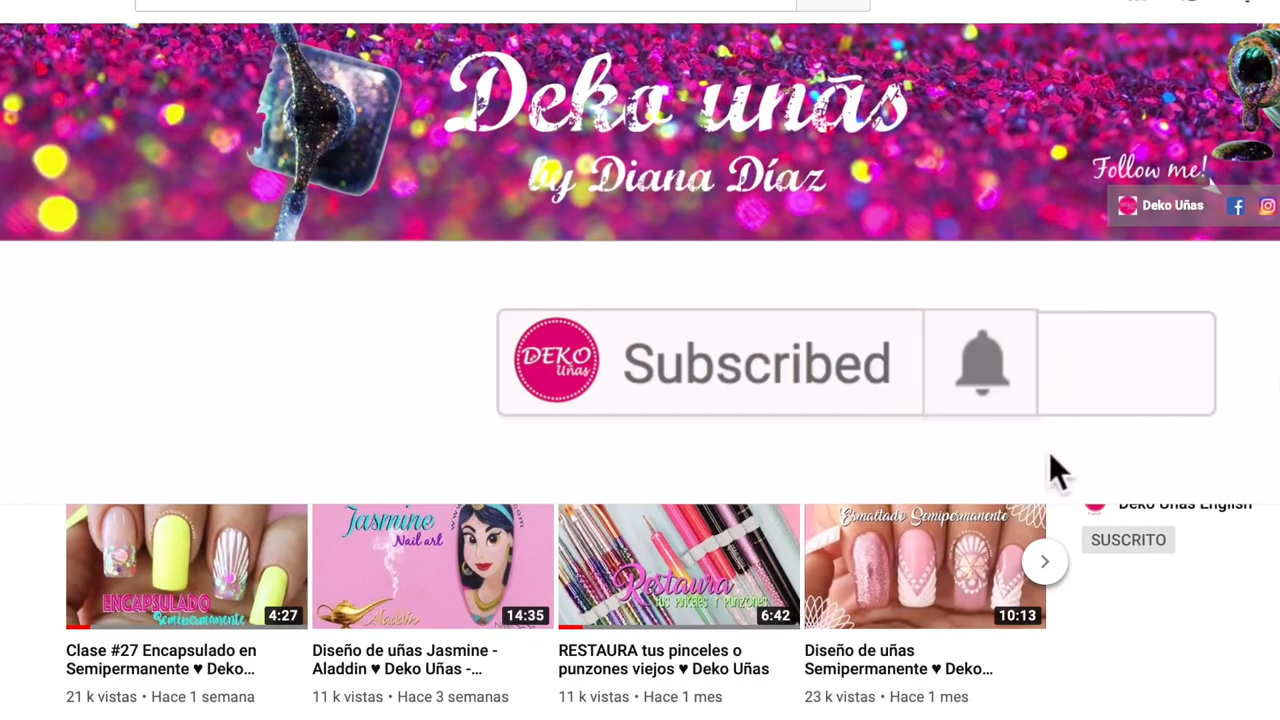 Deko unãs
by Diana Díaz
Follow me!
Deko Uñas
DEKO
Uñas
Subscribed
Deko Uñas English
SUSCRITO
ENCAPSULADO
Semipermanente
4:27
Jasmine
Nail art
Aladdin
14:35
Restaura
TUS PINCELES Y PUNZONES
6:42
Esmaltado Semipermanente
10:13
Clase #27 Encapsulado en
Semipermanente ♥ Deko...
21 k vistas • Hace 1 semana
Diseño de uñas Jasmine -
Aladdin ♥ Deko Uñas -...
11 k vistas • Hace 3 semanas
RESTAURA tus pinceles o
punzones viejos ♥ Deko Uñas
11 k vistas • Hace 1 mes
Diseño de uñas
Semipermanente ♥ Deko...
23 k vistas • Hace 1 mes